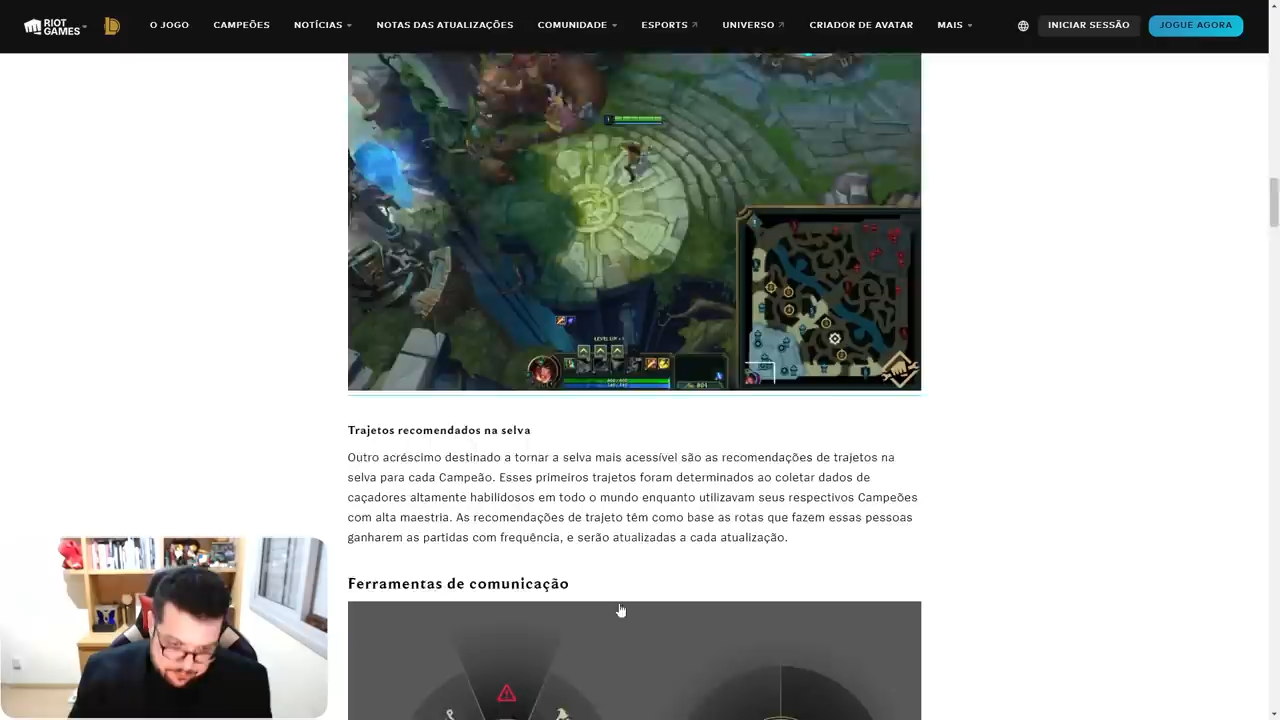 RIOT GAMES
O JOGO
CAMPEÕES
NOTÍCIAS
NOTAS DAS ATUALIZAÇÕES
COMUNIDADE
ESPORTS
UNIVERSO
CRIADOR DE AVATAR
MAIS
INICIAR SESSÃO
JOGUE AGORA
LEVEL UP
Trajetos recomendados na selva
Outro acréscimo destinado a tornar a selva mais acessível são as recomendações de trajetos na
selva para cada Campeão. Esses primeiros trajetos foram determinados ao coletar dados de
caçadores altamente habilidosos em todo o mundo enquanto utilizavam seus respectivos Campeões
com alta maestria. As recomendações de trajeto têm como base as rotas que fazem essas pessoas
ganharem as partidas com frequência, e serão atualizadas a cada atualização.
Ferramentas de comunicação